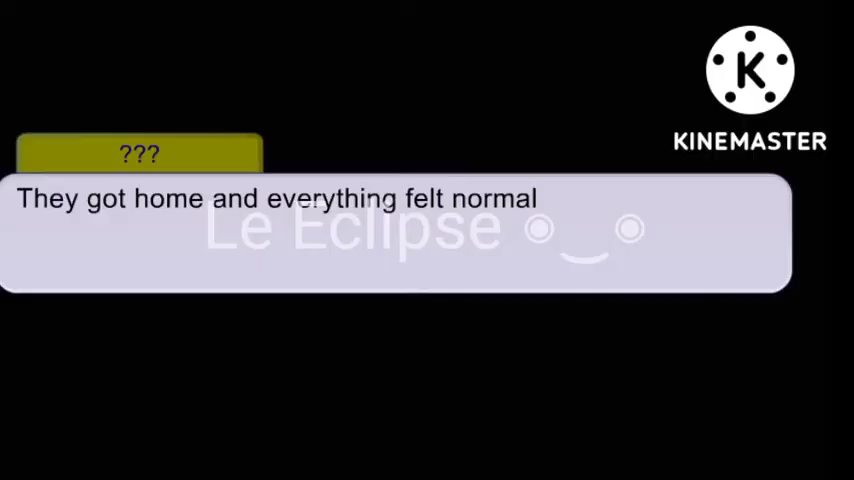 K
KINEMASTER
???
They got home and everything felt normal
Le Eclipse ◉‿◉